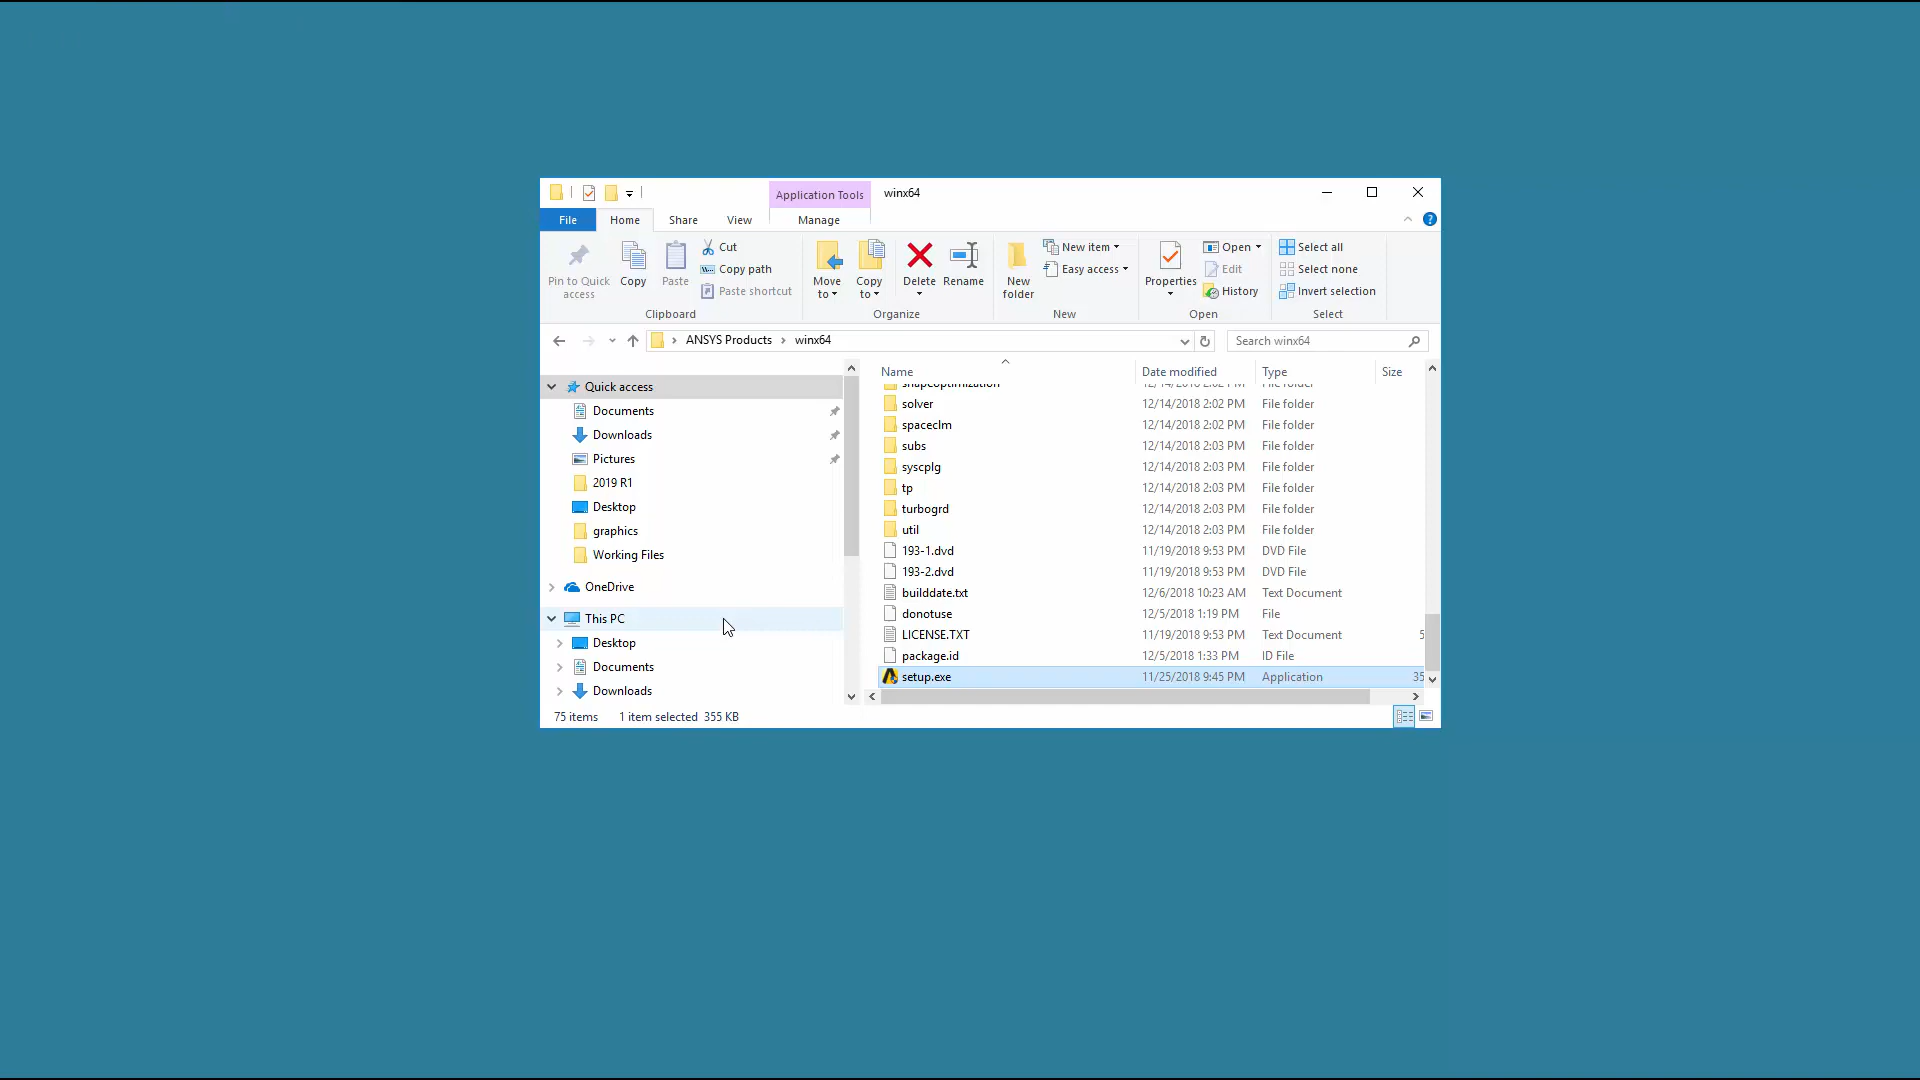 Application Tools winx64
File Home Share View Manage
Pin to Quick access Copy Paste Cut Copy path Paste shortcut
Move to Copy to Delete Rename
New folder New item Easy access
Properties Open Edit History
Select all Select none Invert selection
Clipboard Organize New Open Select
ANSYS Products winx64 Search winx64
Quick access
Documents
Downloads
Pictures
2019 R1
Desktop
graphics
Working Files
OneDrive
This PC
Desktop
Documents
Downloads
Name Date modified Type Size
shapeoptimization 12/14/2018 2:02 PM File folder
solver 12/14/2018 2:02 PM File folder
spaceclm 12/14/2018 2:02 PM File folder
subs 12/14/2018 2:03 PM File folder
syscplg 12/14/2018 2:03 PM File folder
tp 12/14/2018 2:03 PM File folder
turbogrd 12/14/2018 2:03 PM File folder
util 12/14/2018 2:03 PM File folder
193-1.dvd 11/19/2018 9:53 PM DVD File
193-2.dvd 11/19/2018 9:53 PM DVD File
builddate.txt 12/6/2018 10:23 AM Text Document
donotuse 12/5/2018 1:19 PM File
LICENSE.TXT 11/19/2018 9:53 PM Text Document 5
package.id 12/5/2018 1:33 PM ID File
setup.exe 11/25/2018 9:45 PM Application 35
75 items 1 item selected 355 KB